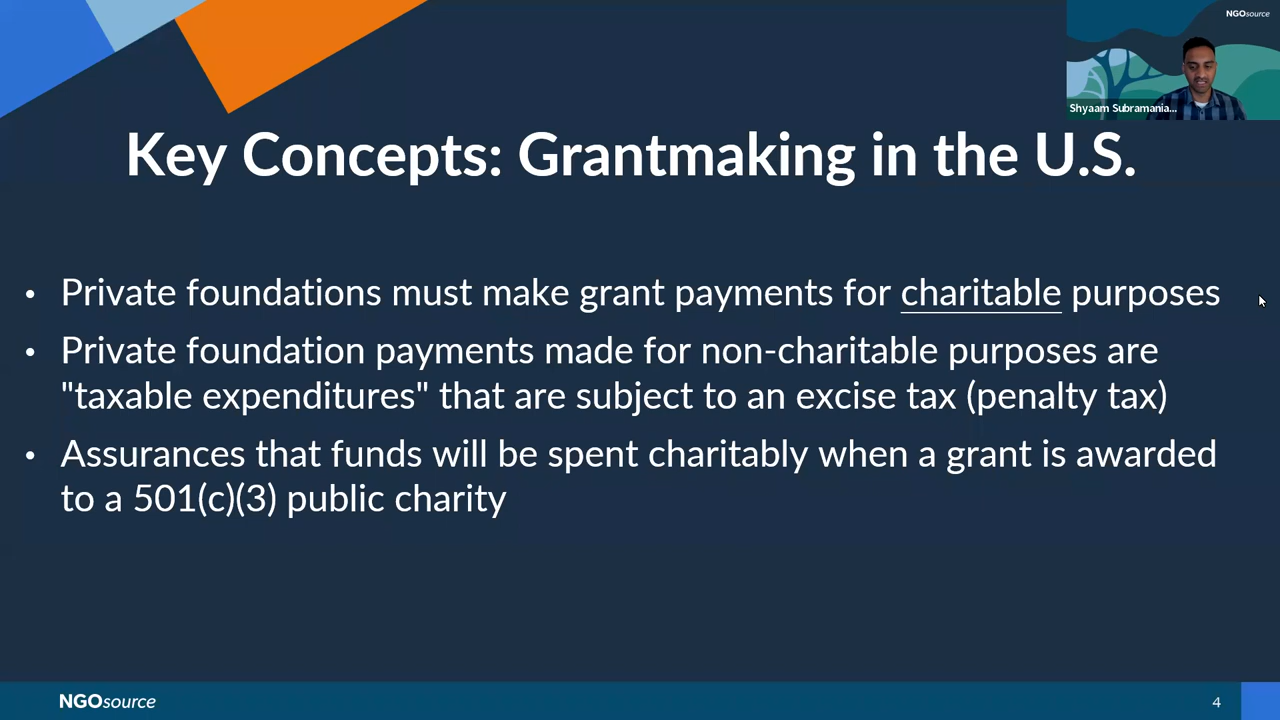 NGOsource
Shyaam Subramania...
Key Concepts: Grantmaking in the U.S.
• Private foundations must make grant payments for charitable purposes
• Private foundation payments made for non-charitable purposes are
"taxable expenditures" that are subject to an excise tax (penalty tax)
• Assurances that funds will be spent charitably when a grant is awarded
to a 501(c)(3) public charity
NGOsource
4